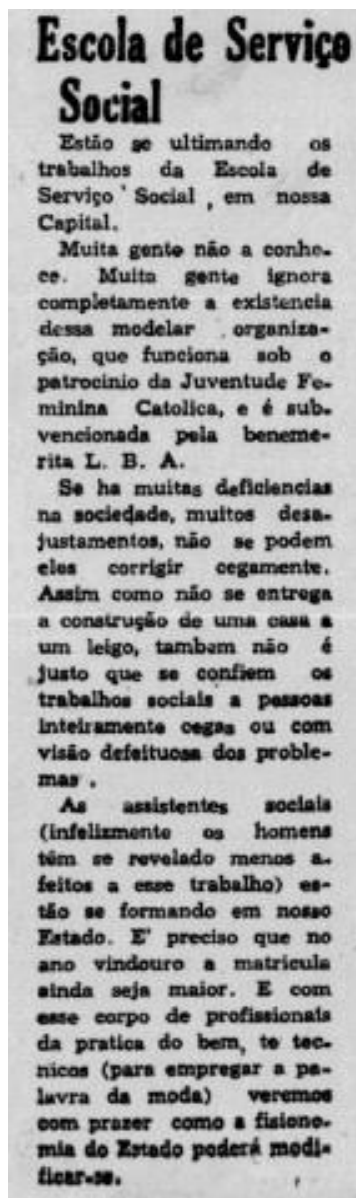 Escola de Serviço
Social
Estão se ultimando os
trabalhos da Escola de
Serviço Social , em nossa
Capital.
Muita gente não a conhe-
ce. Muita gente ignora
completamente a existencia
dessa modelar organiza-
ção, que funciona sob o
patrocinio da Juventude Fe-
minina Catolica, e é sub-
vencionada pela beneme-
rita L. B. A.
Se ha muitas deficiencias
na sociedade, muitos desa-
justamentos, não se podem
eles corrigir cegamente.
Assim como não se entrega
a construção de uma casa a
um leigo, tambem não é
justo que se confiem os
trabalhos sociais a pessoas
inteiramente cegas ou com
visão defeituosa dos proble-
mas .
As assistentes sociais
(infelizmente os homens
têm se revelado menos a-
feitos a esse trabalho) es-
tão se formando em nosso
Estado. E' preciso que no
ano vindouro a matricula
ainda seja maior. E com
esse corpo de profissionais
da pratica do bem, te tec-
nicos (para empregar a pa-
lavra da moda) veremos
com prazer como a fisiono-
mia do Estado poderá modi-
ficar-se.